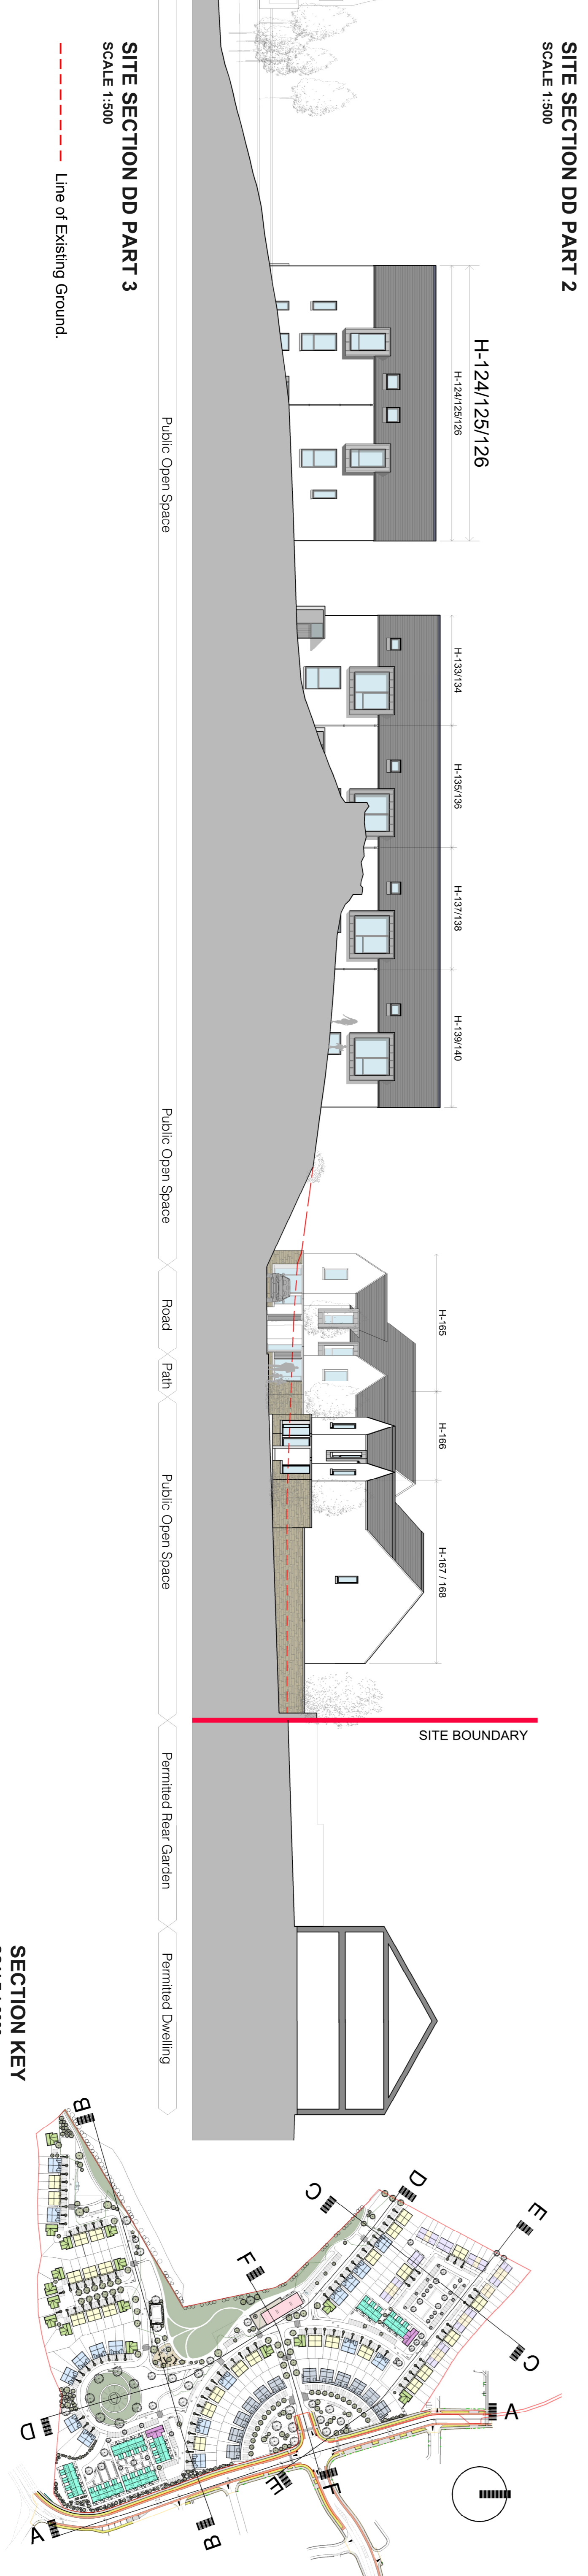 SITE SECTION DD PART 2
SCALE 1:500
H-124/125/126
H-124/125/126
H-133/134
H-135/136
H-137/138
H-139/140
H-165
H-166
H-167 / 168
SITE BOUNDARY
Public Open Space
Public Open Space
Road
Path
Public Open Space
Permitted Rear Garden
Permitted Dwelling
SITE SECTION DD PART 3
SCALE 1:500
Line of Existing Ground.
SECTION KEY
B
C
D
E
F
C
A
D
A
B
E
F